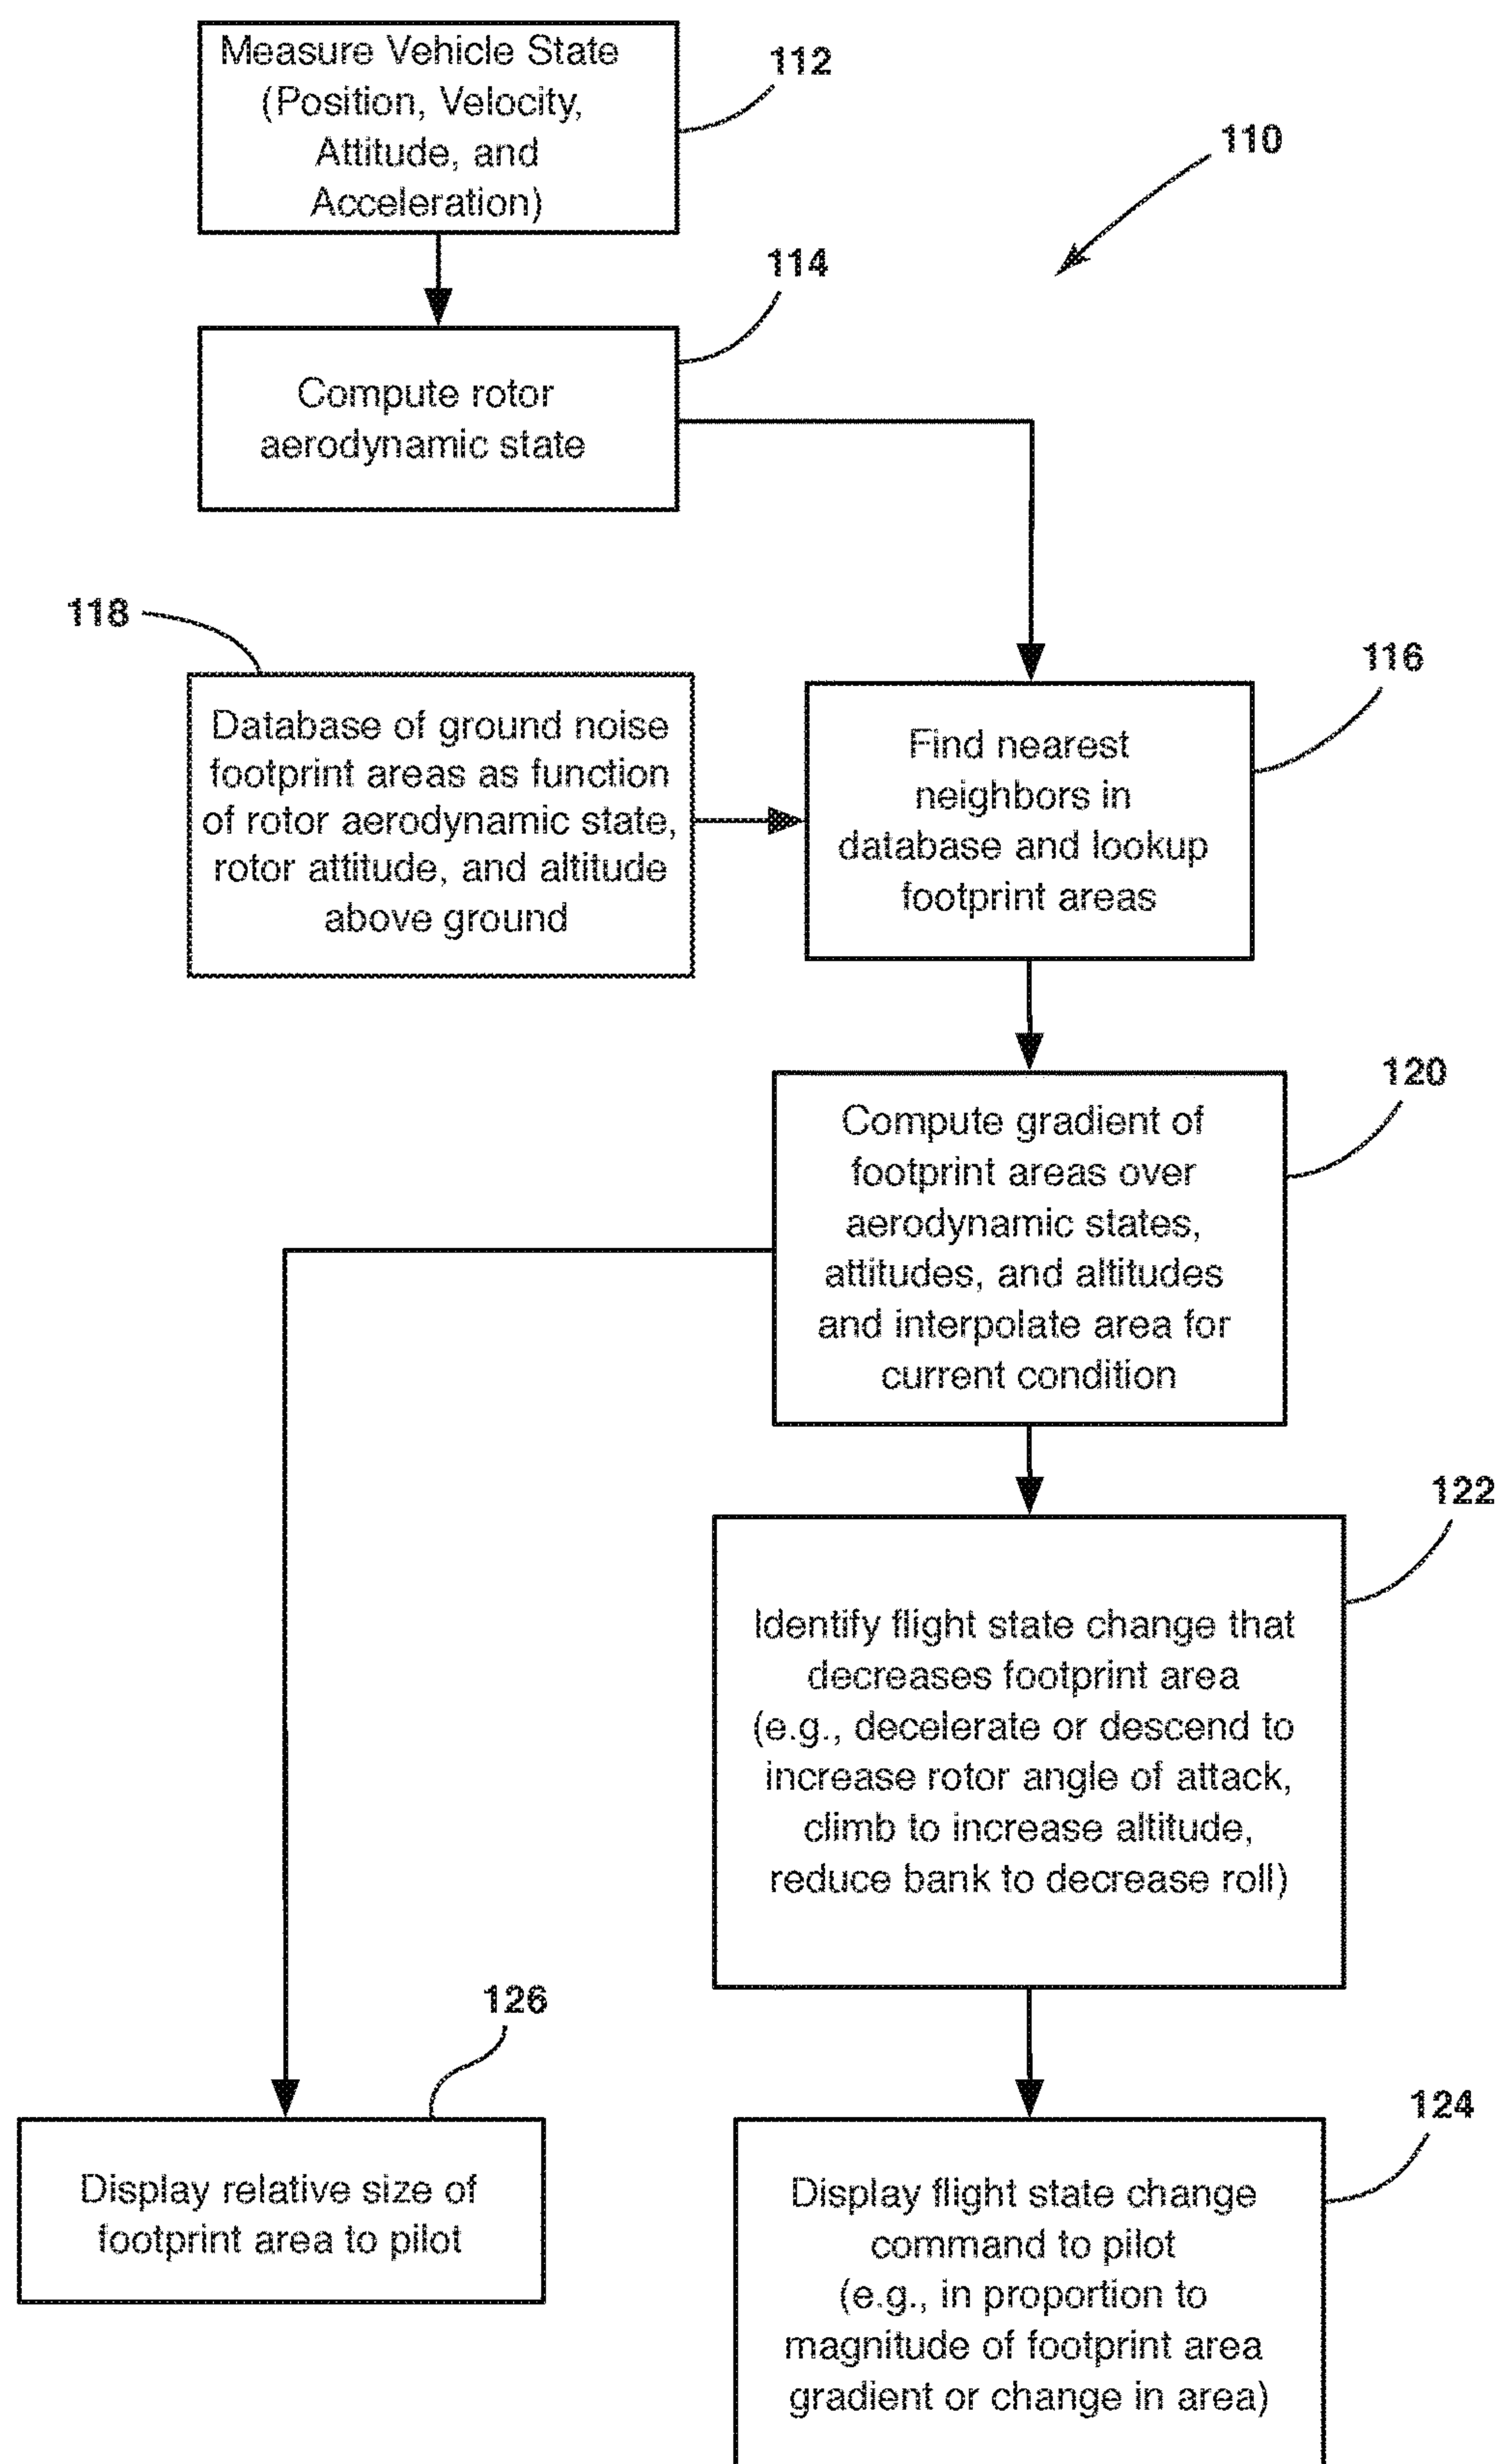 Measure Vehicle State
(Position, Velocity,
Attitude, and
Acceleration)
112
110
114
Compute rotor
aerodynamic state
118
116
Database of ground noise
footprint areas as function
of rotor aerodynamic state,
rotor attitude, and altitude
above ground
Find nearest
neighbors in
database and lookup
footprint areas
120
Compute gradient of
footprint areas over
aerodynamic states,
attitudes, and altitudes
and interpolate area for
current condition
122
Identify flight state change that
decreases footprint area
(e.g., decelerate or descend to
increase rotor angle of attack,
climb to increase altitude,
reduce bank to decrease roll)
126
Display relative size of
footprint area to pilot
124
Display flight state change
command to pilot
(e.g., in proportion to
magnitude of footprint area
gradient or change in area)